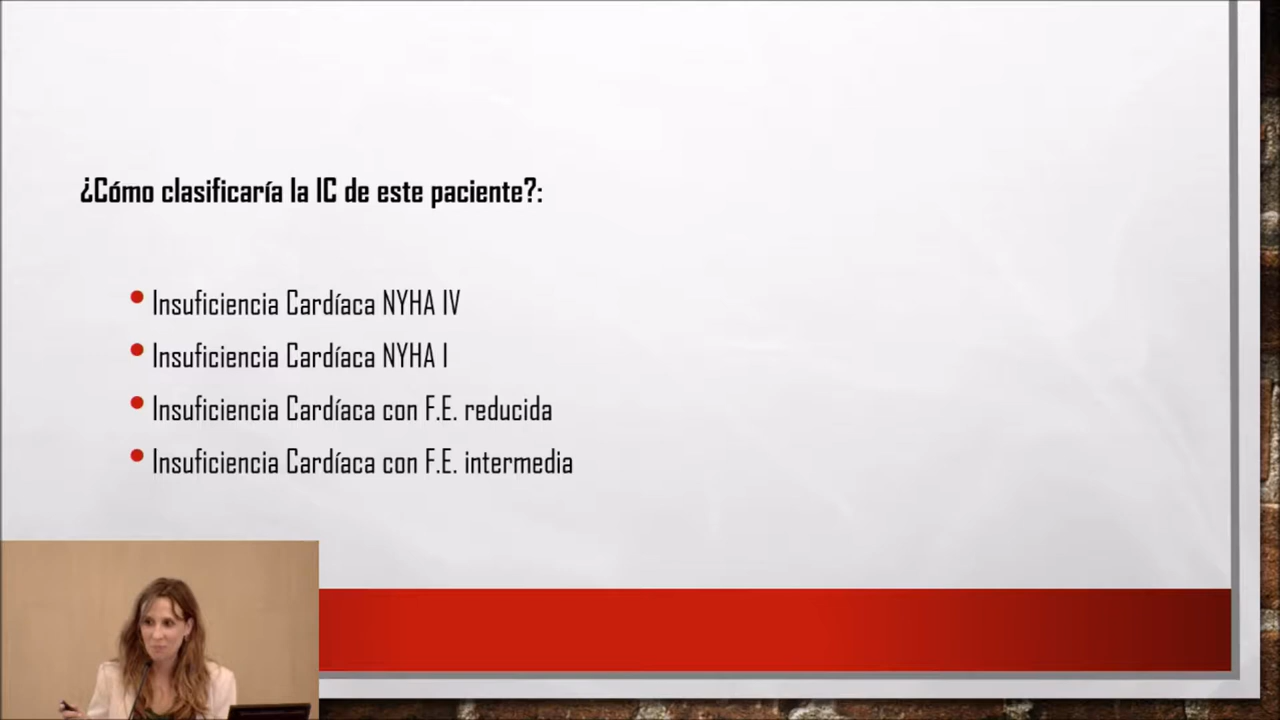 ¿Cómo clasificaría la IC de este paciente?:
• Insuficiencia Cardíaca NYHA IV
• Insuficiencia Cardíaca NYHA I
• Insuficiencia Cardíaca con F.E. reducida
• Insuficiencia Cardíaca con F.E. intermedia